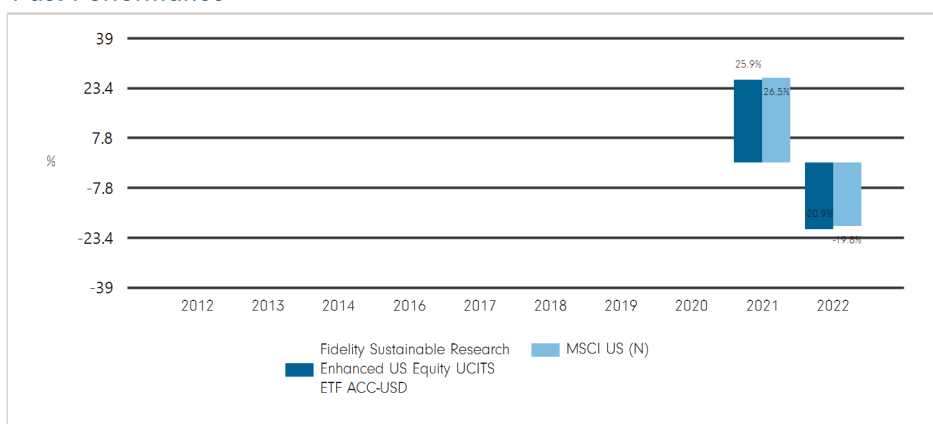 Past Performance
39
25.9%
23.4
26.5%
7.8
%
-7.8
-20.9%
-23.4
-19.8%
-39
2012 2013 2014 2016 2017 2018 2019 2020 2021 2022
Fidelity Sustainable Research MSCI US (N)
Enhanced US Equity UCITS
ETF ACC-USD